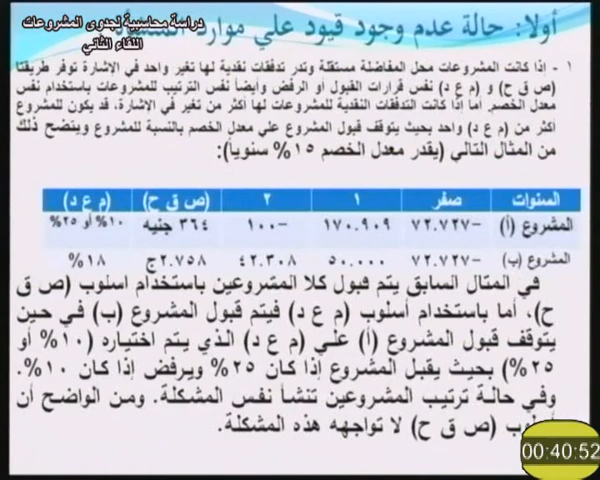 دراسة محاسبية لجدوى المشروعات
اللقاء الثاني
أولا: حالة عدم وجود قيود علي موارد
١ - إذا كانت المشروعات محل المفاضلة مستقلة وتدر تدفقات نقدية لها تغير واحد في الإشارة توفر طريقتا
(ص ق ح) و (م ع د) نفس قرارات القبول أو الرفض وأيضاً نفس الترتيب للمشروعات باستخدام نفس
معدل الخصم. أما إذا كانت التدفقات النقدية للمشروعات لها أكثر من تغير في الإشارة، قد يكون للمشروع
أكثر من (م ع د) واحد بحيث يتوقف قبول المشروع علي معدل الخصم بالنسبة للمشروع ويتضح ذلك
من المثال التالي (يقدر معدل الخصم ١٥% سنوياً):
السنوات صفر ١ ٢ (ص ق ح) (م ع د)
المشروع (أ) -٧٢.٧٢٧ ١٧٠.٩٠٩ -١٠٠ ٣٦٤ جنيه ١٠% أو ٢٥%
المشروع (ب) -٧٢.٧٢٧ ٥٠.٠٠٠ ٤٢.٣٠٨ ٢.٧٥٨ج ١٨%
في المثال السابق يتم قبول كلا المشروعين باستخدام اسلوب (ص ق
ح)، أما باستخدام أسلوب (م ع د) فيتم قبول المشروع (ب) في حين
يتوقف قبول المشروع (أ) علي (م ع د) الذي يتم اختياره (١٠% أو
٢٥%) بحيث يقبل المشروع إذا كان ٢٥% ويرفض إذا كان ١٠%.
وفي حالة ترتيب المشروعين تنشأ نفس المشكلة. ومن الواضح أن
أسلوب (ص ق ح) لا تواجهه هذه المشكلة.
00:40:52